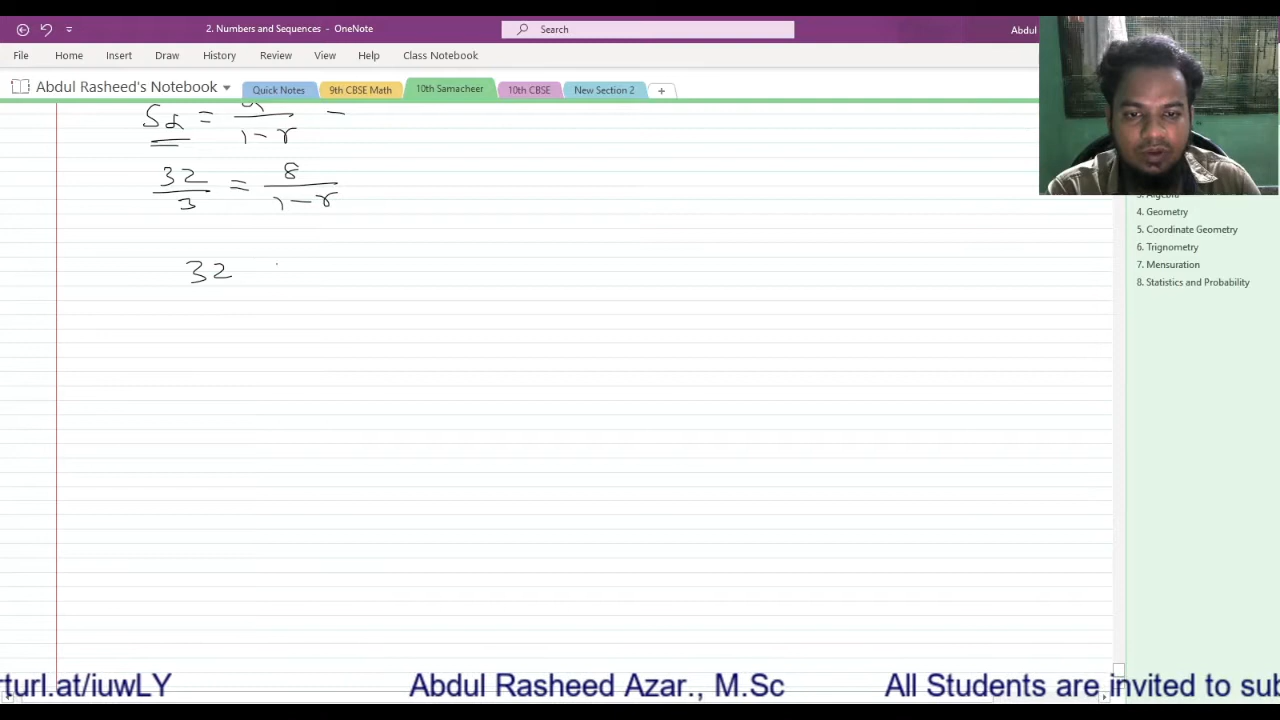 2. Numbers and Sequences - OneNote
Search
Abdul
File Home Insert Draw History Review View Help Class Notebook
Abdul Rasheed's Notebook
Quick Notes 9th CBSE Math 10th Samacheer 10th CBSE New Section 2 +
S∞ = a/(1-r) =
32/3 = 8/(1-r)
32
3. Algebra
4. Geometry
5. Coordinate Geometry
6. Trignometry
7. Mensuration
8. Statistics and Probability
rturl.at/iuwLY Abdul Rasheed Azar., M.Sc All Students are invited to sub